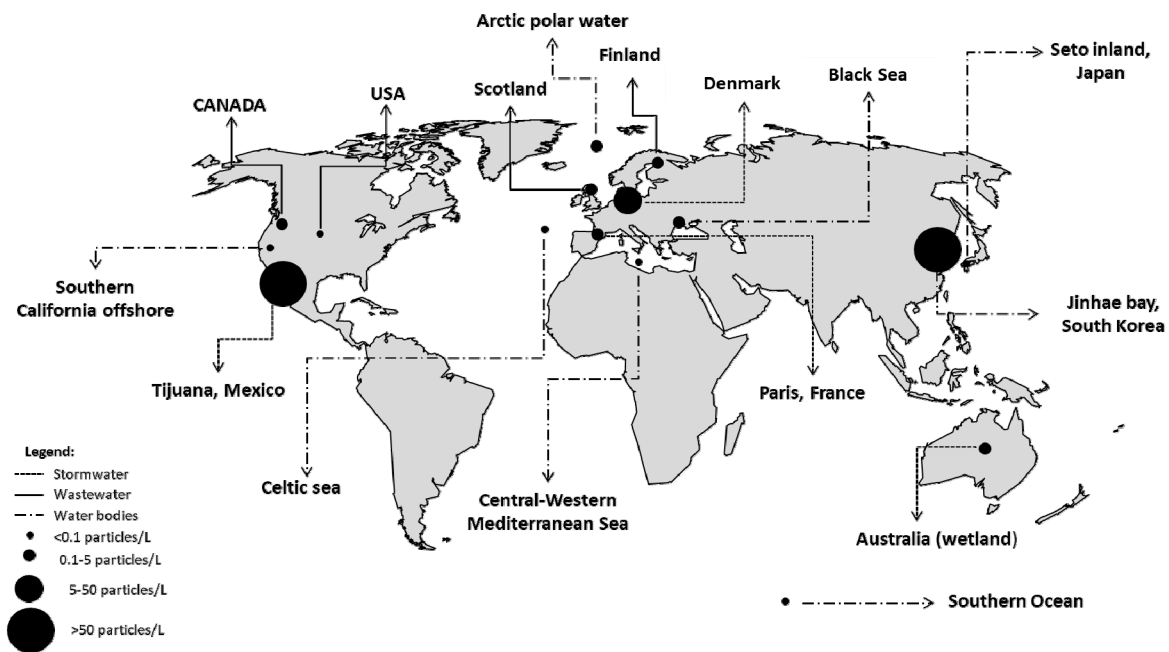 Arctic polar water
Finland
Seto inland,
Japan
Black Sea
Denmark
Scotland
USA
CANADA
Southern
California offshore
Jinhae bay,
South Korea
Tijuana, Mexico
Paris, France
Celtic sea
Central-Western
Mediterranean Sea
Australia (wetland)
Southern Ocean
Legend:
Stormwater
Wastewater
Water bodies
<0.1 particles/L
0.1-5 particles/L
5-50 particles/L
>50 particles/L